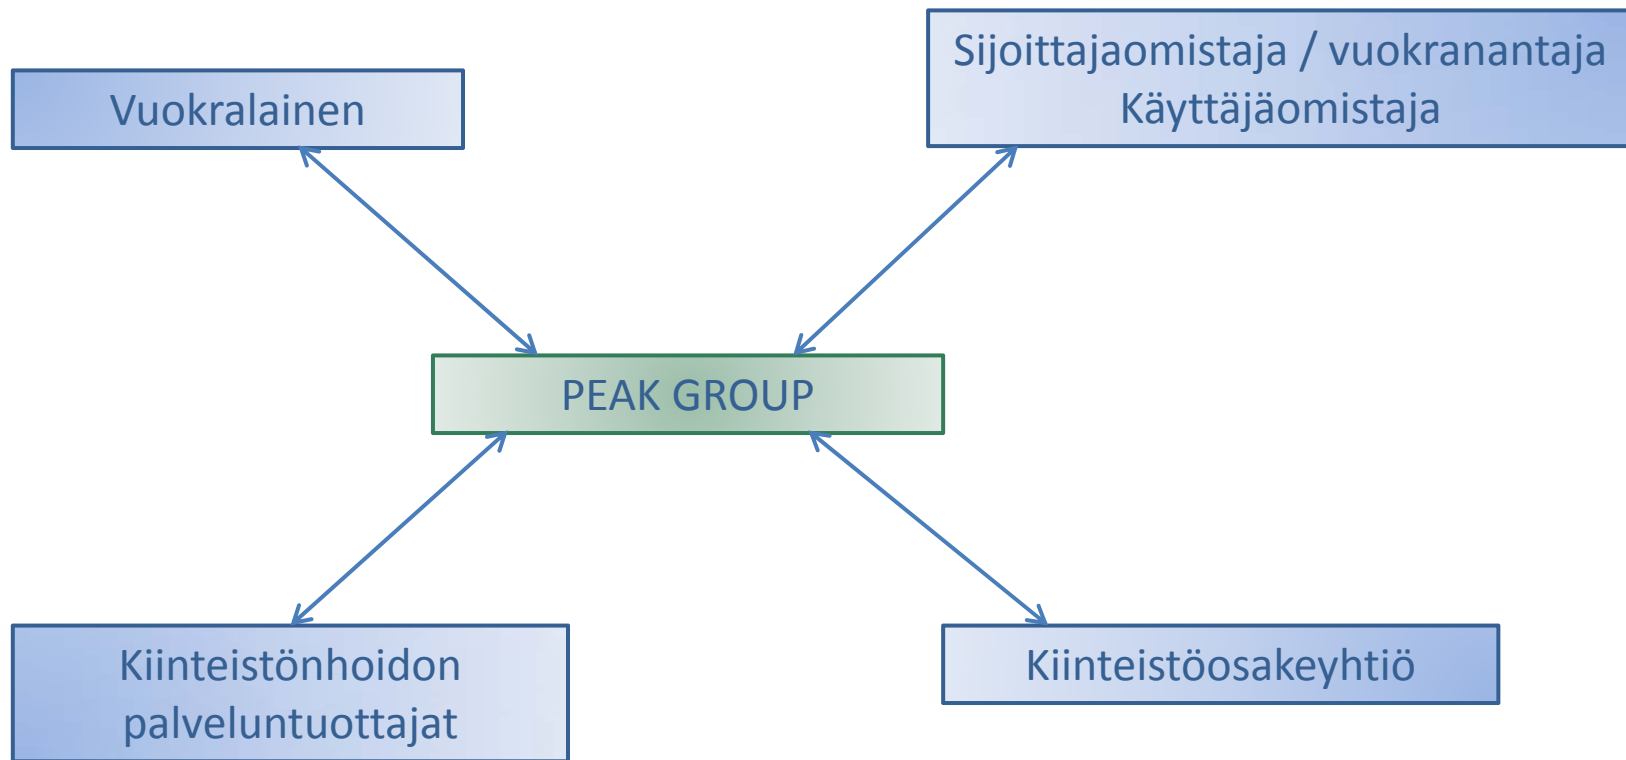 Vuokralainen
Sijoittajaomistaja / vuokranantaja
Käyttäjäomistaja
PEAK GROUP
Kiinteistönhoidon
palveluntuottajat
Kiinteistöosakeyhtiö